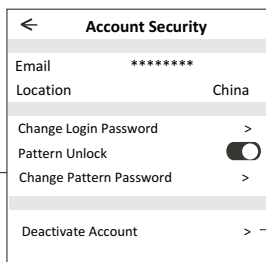 Account Security
Email ********
Location China
Change Login Password >
Pattern Unlock
Change Pattern Password >
Deactivate Account >